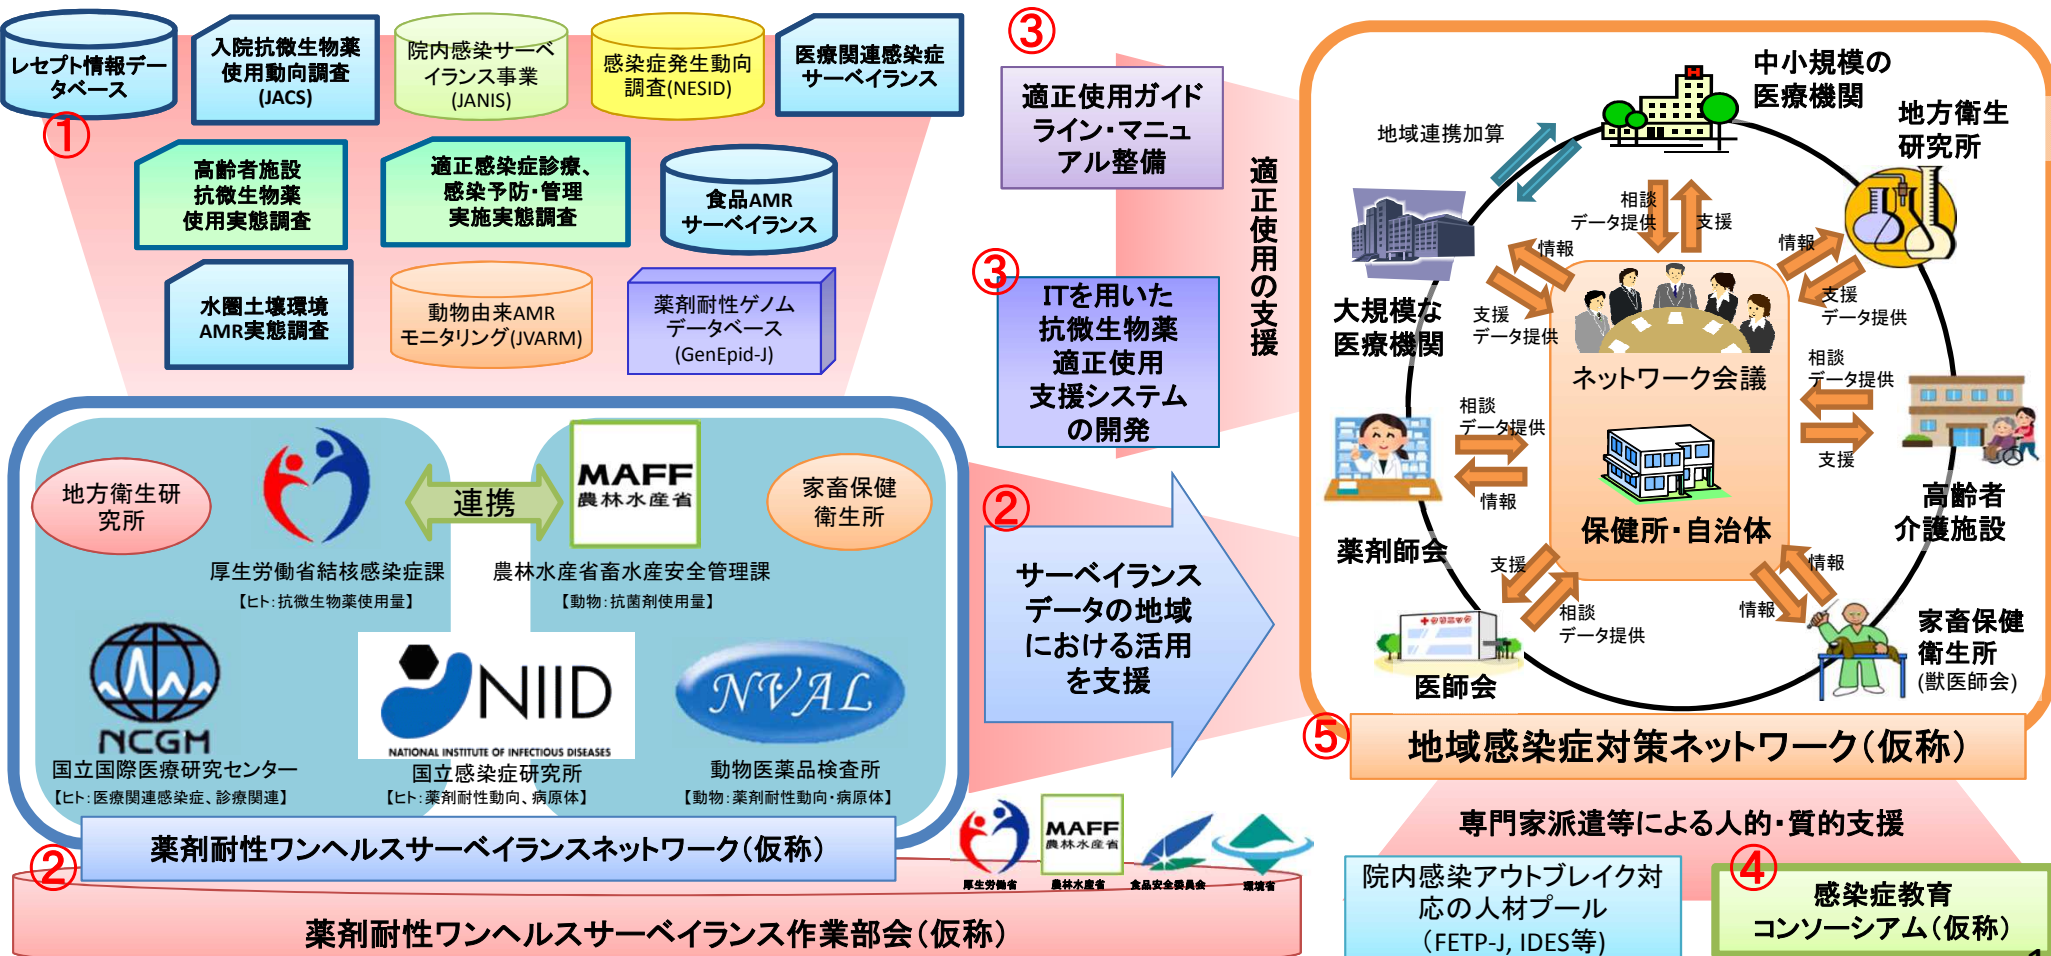 レセプト情報デー
タベース
入院抗微生物薬
使用動向調査
(JACS)
院内感染サーベ
イランス事業
(JANIS)
感染症発生動向
調査(NESID)
医療関連感染症
サーベイランス
①
高齢者施設
抗微生物薬
使用実態調査
適正感染症診療、
感染予防・管理
実施実態調査
食品AMR
サーベイランス
水圏土壌環境
AMR実態調査
動物由来AMR
モニタリング(JVARM)
薬剤耐性ゲノム
データベース
(GenEpid-J)
地方衛生研
究所
連携
MAFF
農林水産省
家畜保健
衛生所
厚生労働省結核感染症課
【ヒト：抗微生物薬使用量】
農林水産省畜水産安全管理課
【動物：抗菌剤使用量】
NCGM
国立国際医療研究センター
【ヒト：医療関連感染症、診療関連】
NIID
NATIONAL INSTITUTE OF INFECTIOUS DISEASES
国立感染症研究所
【ヒト：薬剤耐性動向、病原体】
NVAL
動物医薬品検査所
【動物：薬剤耐性動向・病原体】
薬剤耐性ワンヘルスサーベイランスネットワーク（仮称）
②
薬剤耐性ワンヘルスサーベイランス作業部会（仮称）
厚生労働省
MAFF
農林水産省
農林水産省
食品安全委員会
環境省
③
適正使用ガイド
ライン・マニュ
アル整備
③
ITを用いた
抗微生物薬
適正使用
支援システム
の開発
適正使用の支援
②
サーベイランス
データの地域
における活用
を支援
中小規模の
医療機関
H
地域連携加算
地方衛生
研究所
大規模な
医療機関
相談
データ提供
支援
情報
支援
データ提供
情報
支援
データ提供
ネットワーク会議
相談
データ提供
支援
高齢者
介護施設
相談
データ提供
情報
薬剤師会
保健所・自治体
支援
相談
データ提供
クリニック
医師会
情報
情報
家畜保健
衛生所
(獣医師会)
⑤
地域感染症対策ネットワーク（仮称）
専門家派遣等による人的・質的支援
院内感染アウトブレイク対
応の人材プール
（FETP-J, IDES等）
④
感染症教育
コンソーシアム（仮称）